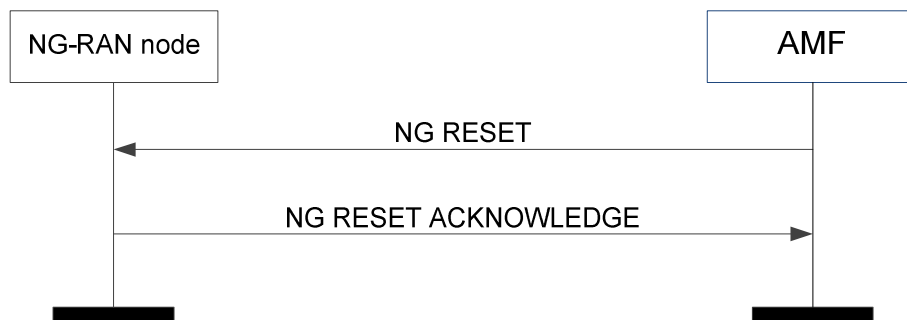 NG-RAN node
AMF
NG RESET
NG RESET ACKNOWLEDGE